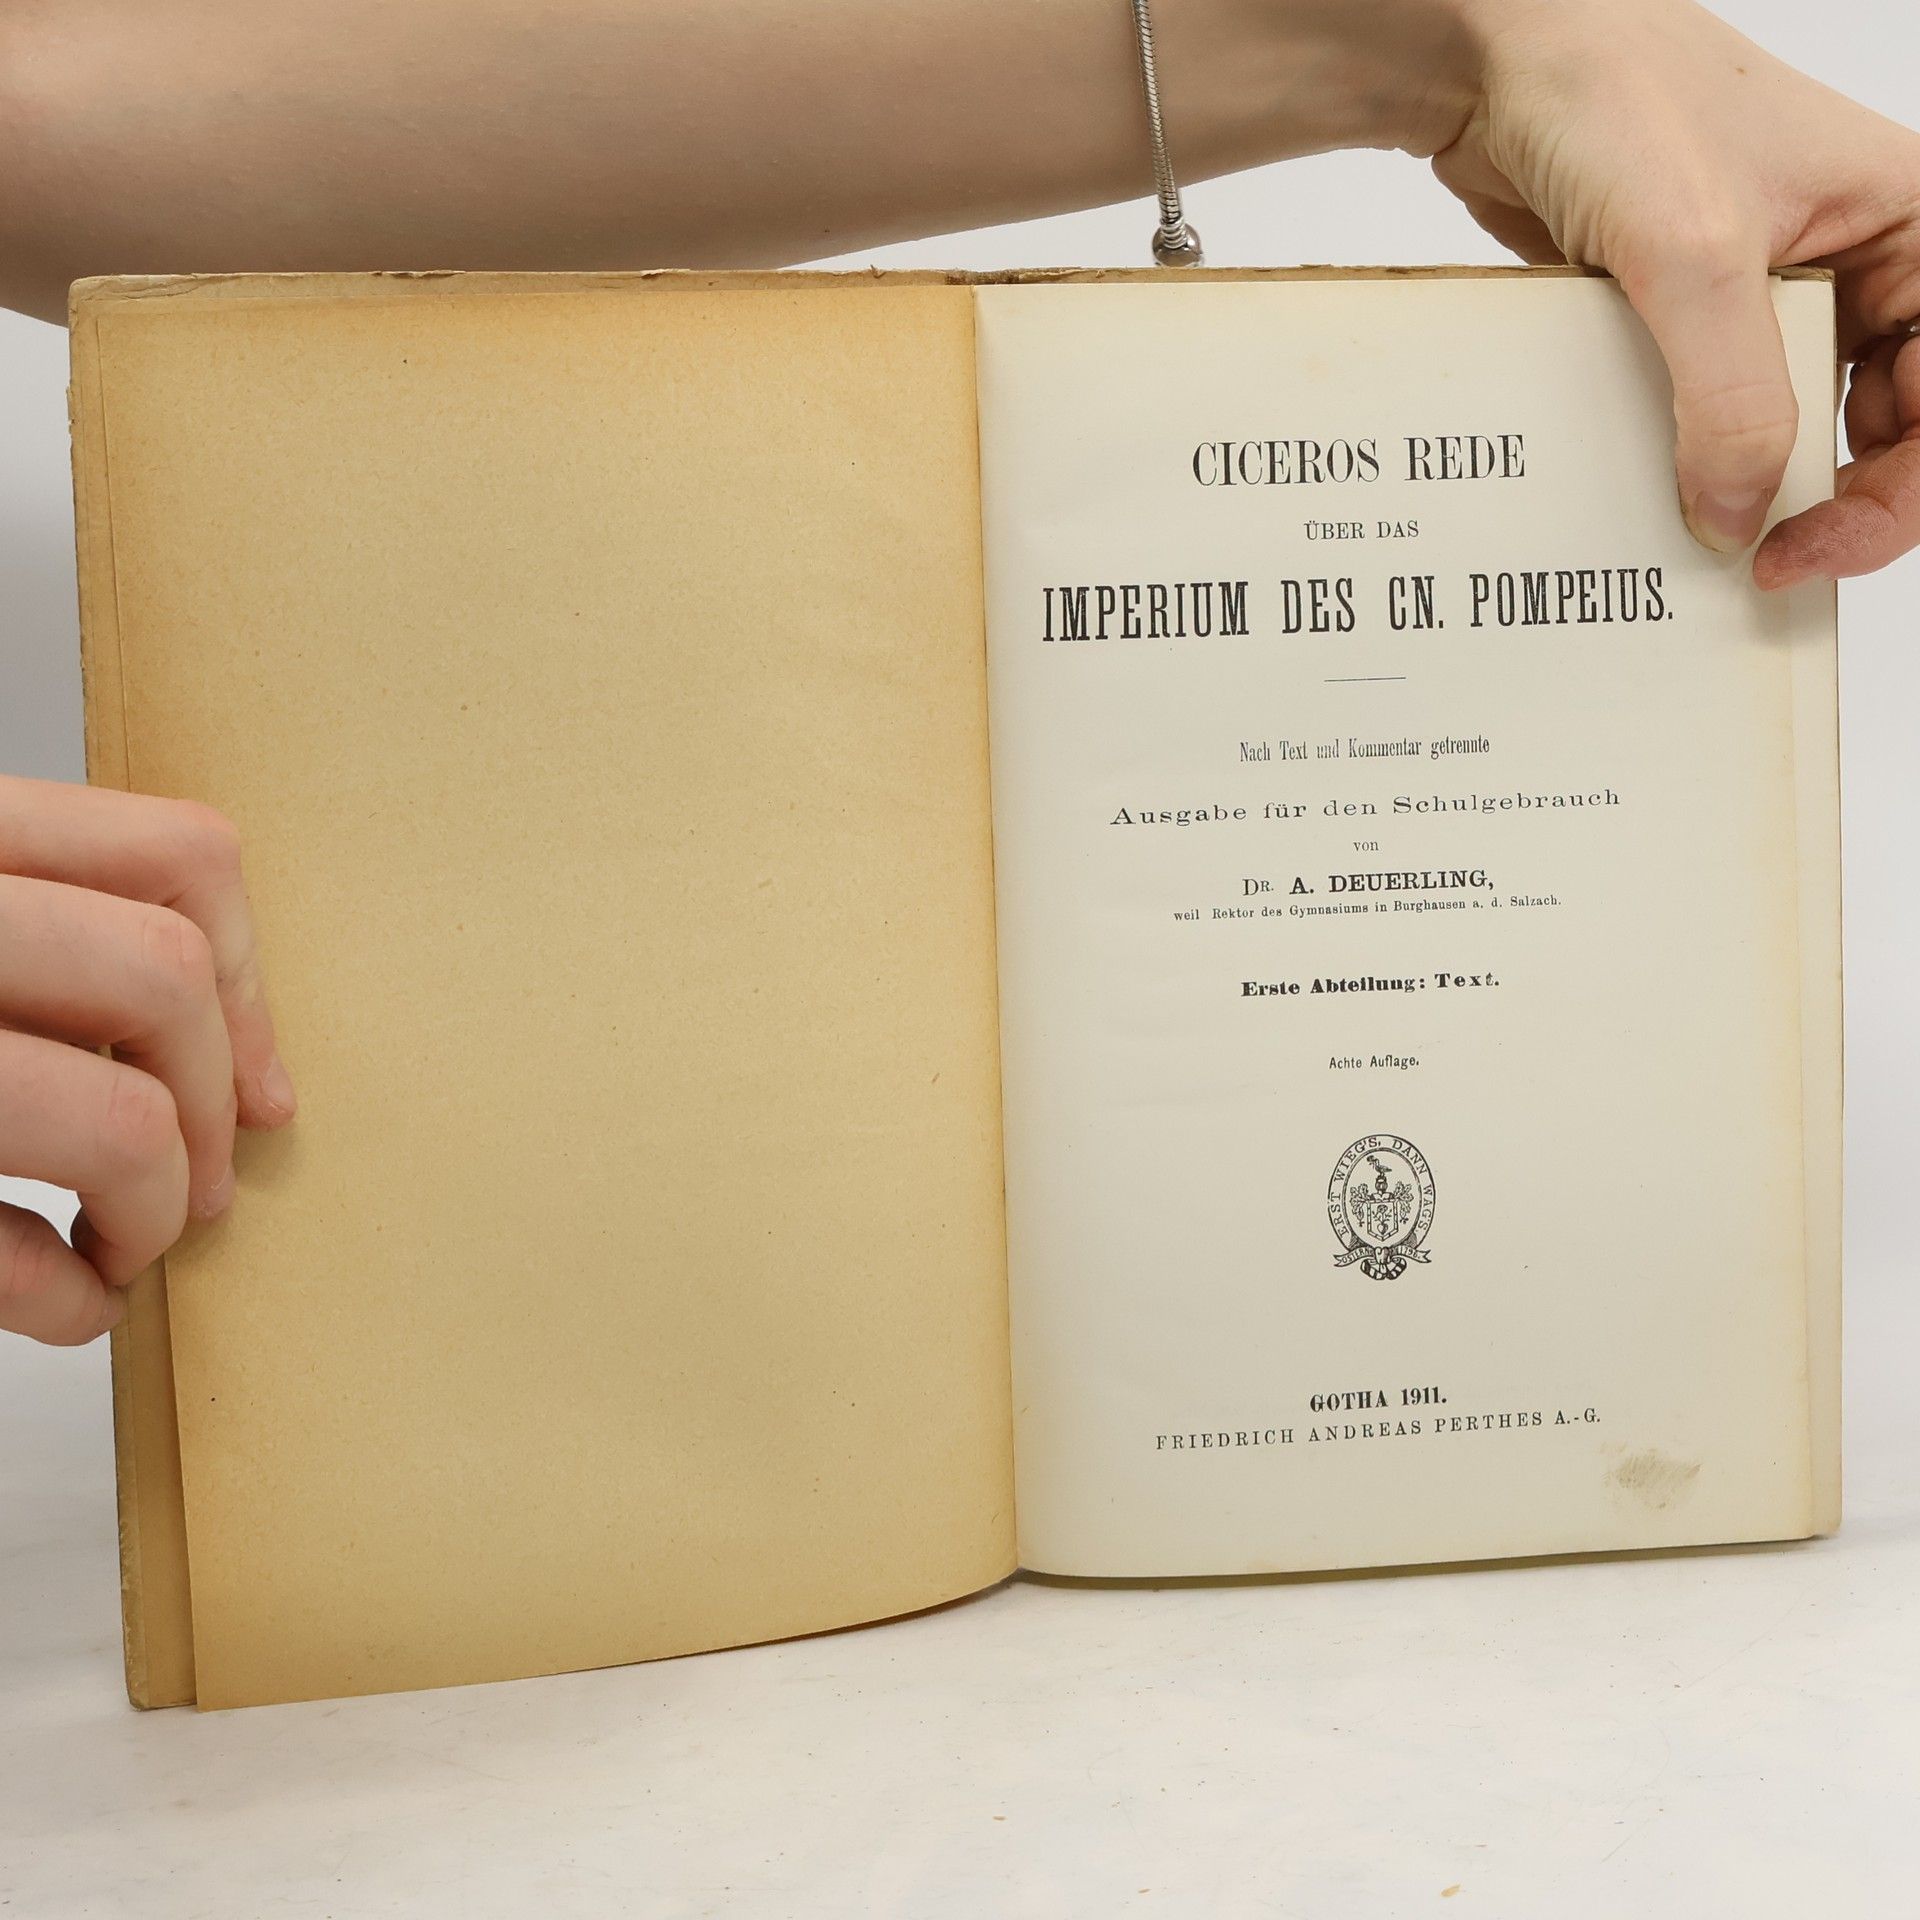 CICEROS REDE
ÜBER DAS
IMPERIUM DES CN. POMPEIUS.
Nach Text und Kommentar getrennte
Ausgabe für den Schulgebrauch
von
DR. A. DEUERLING,
weil Rektor des Gymnasiums in Burghausen a. d. Salzach.
Erste Abteilung: Text.
Achte Auflage.
ERST WIEG'S, DANN WAG'S
OSTERN 1796.
GOTHA 1911.
FRIEDRICH ANDREAS PERTHES A.-G.